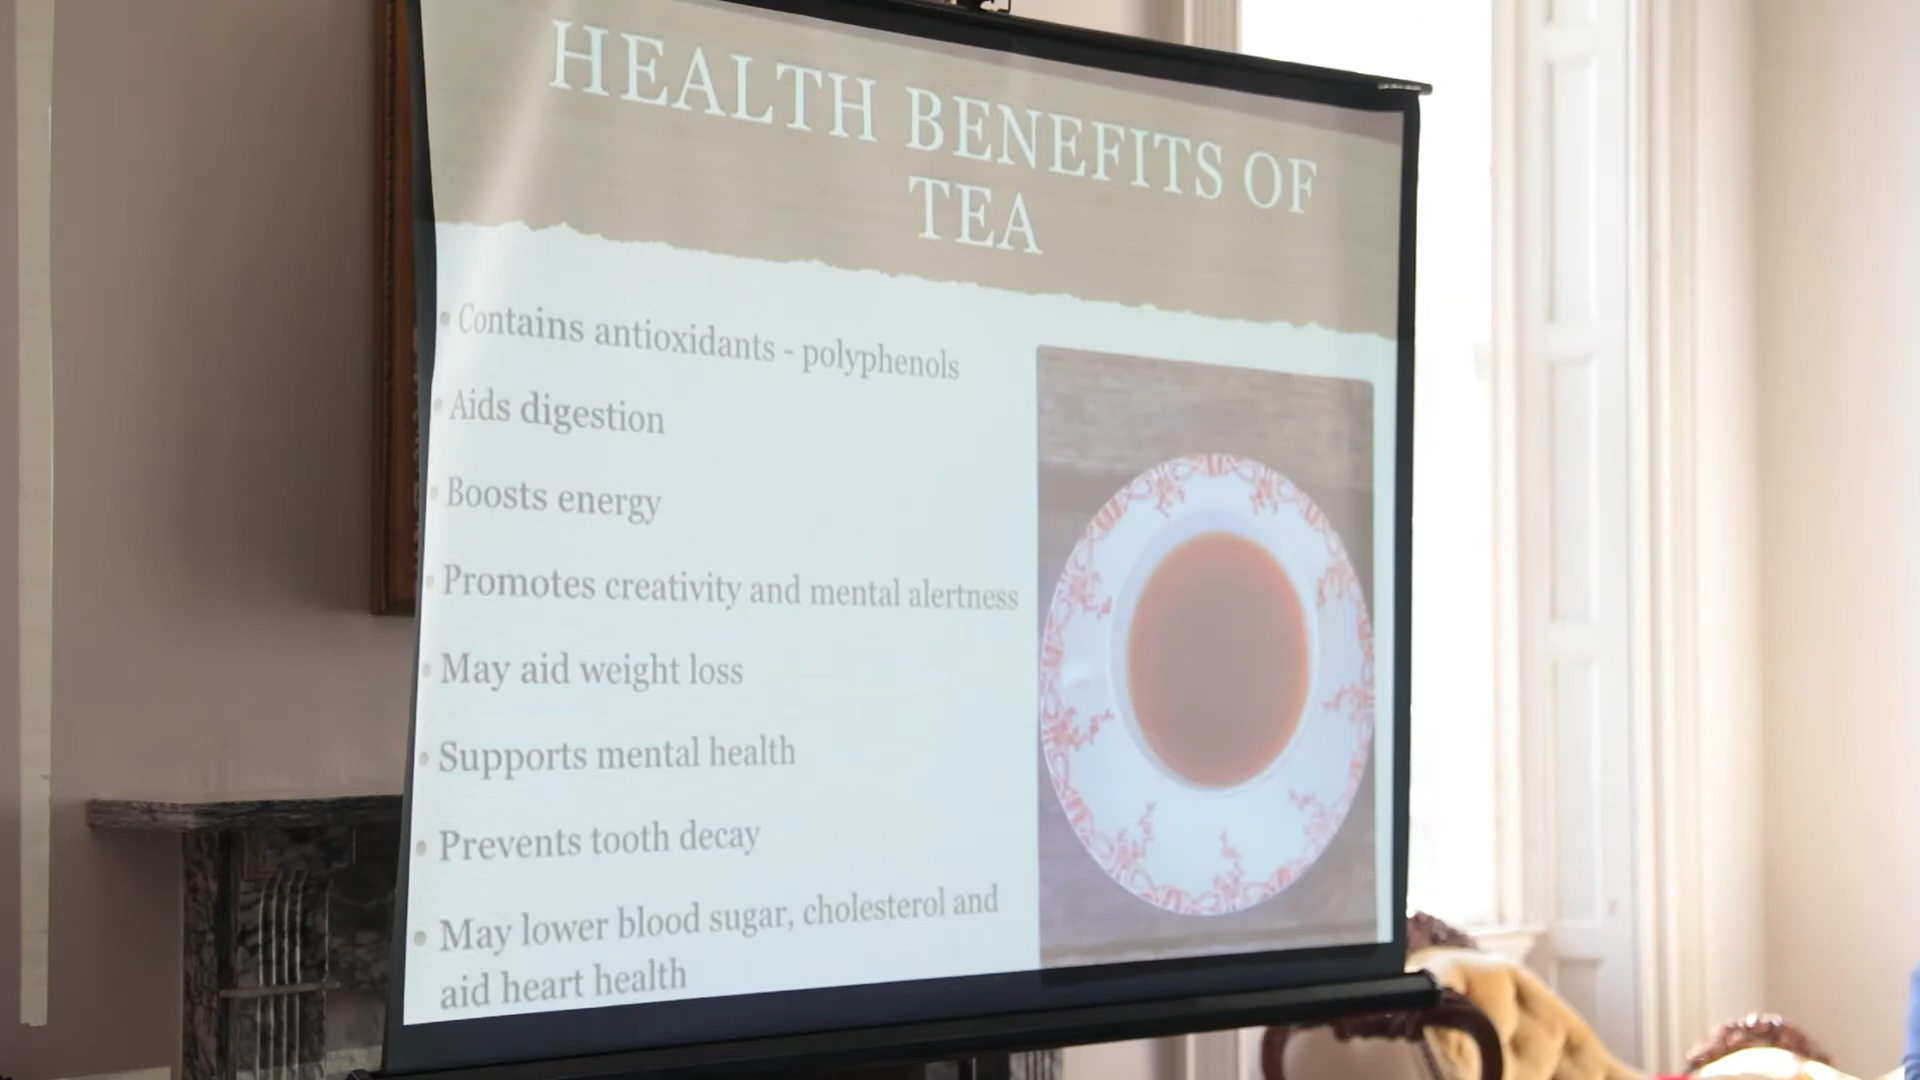 HEALTH BENEFITS OF
TEA
• Contains antioxidants - polyphenols
• Aids digestion
• Boosts energy
• Promotes creativity and mental alertness
• May aid weight loss
• Supports mental health
• Prevents tooth decay
• May lower blood sugar, cholesterol and
aid heart health